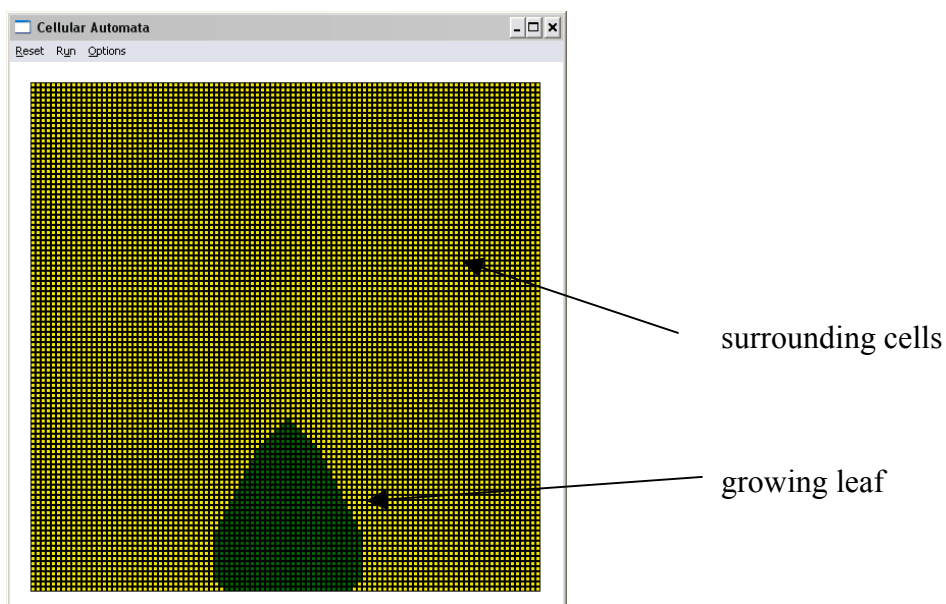 Cellular Automata
Reset Run Options
surrounding cells
growing leaf